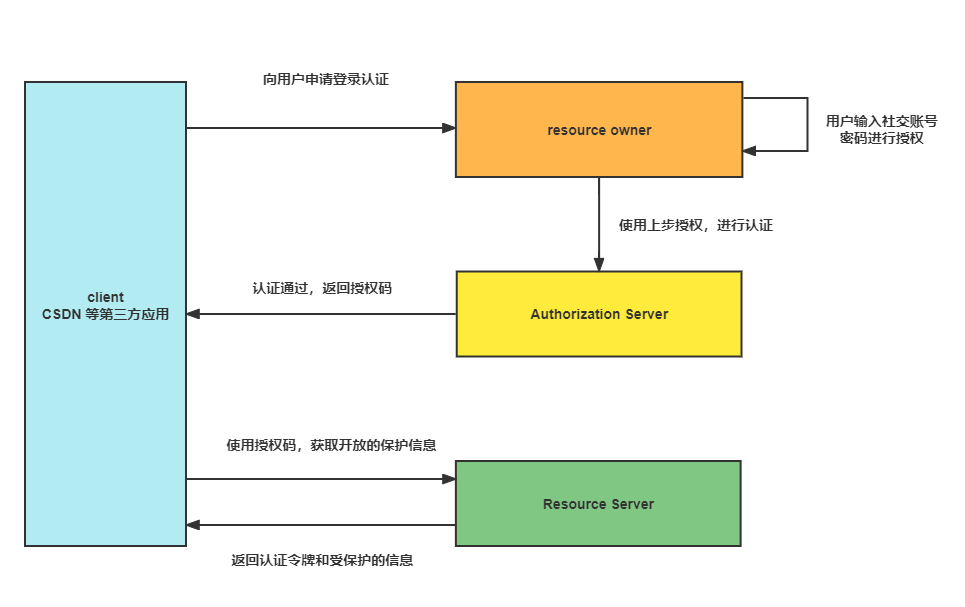 向用户申请登录认证
resource owner
用户输入社交账号
密码进行授权
使用上步授权，进行认证
client
CSDN 等第三方应用
认证通过，返回授权码
Authorization Server
使用授权码，获取开放的保护信息
Resource Server
返回认证令牌和受保护的信息